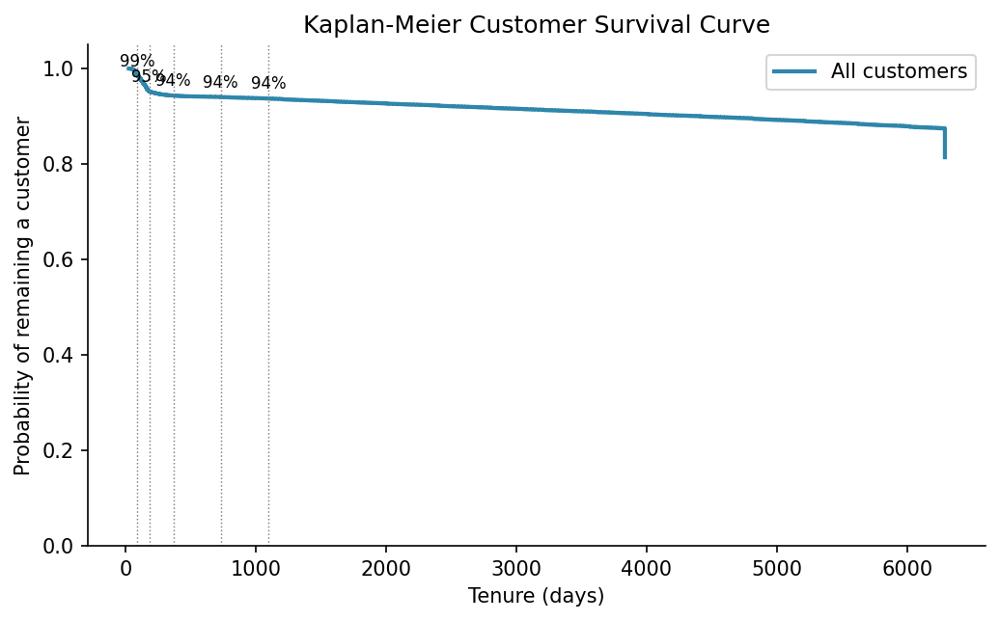 Kaplan-Meier Customer Survival Curve
All customers
99%
95%
94%
94%
94%
1.0
0.8
0.6
0.4
0.2
0.0
Probability of remaining a customer
0 1000 2000 3000 4000 5000 6000
Tenure (days)